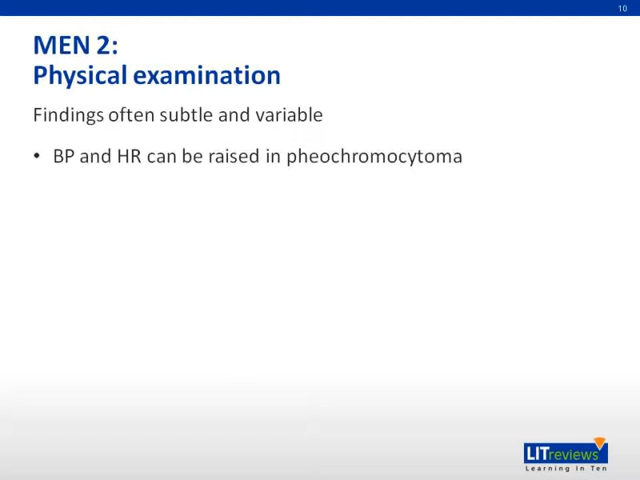 10
MEN 2:
Physical examination
Findings often subtle and variable
• BP and HR can be raised in pheochromocytoma
LITreviews
Learning In Ten